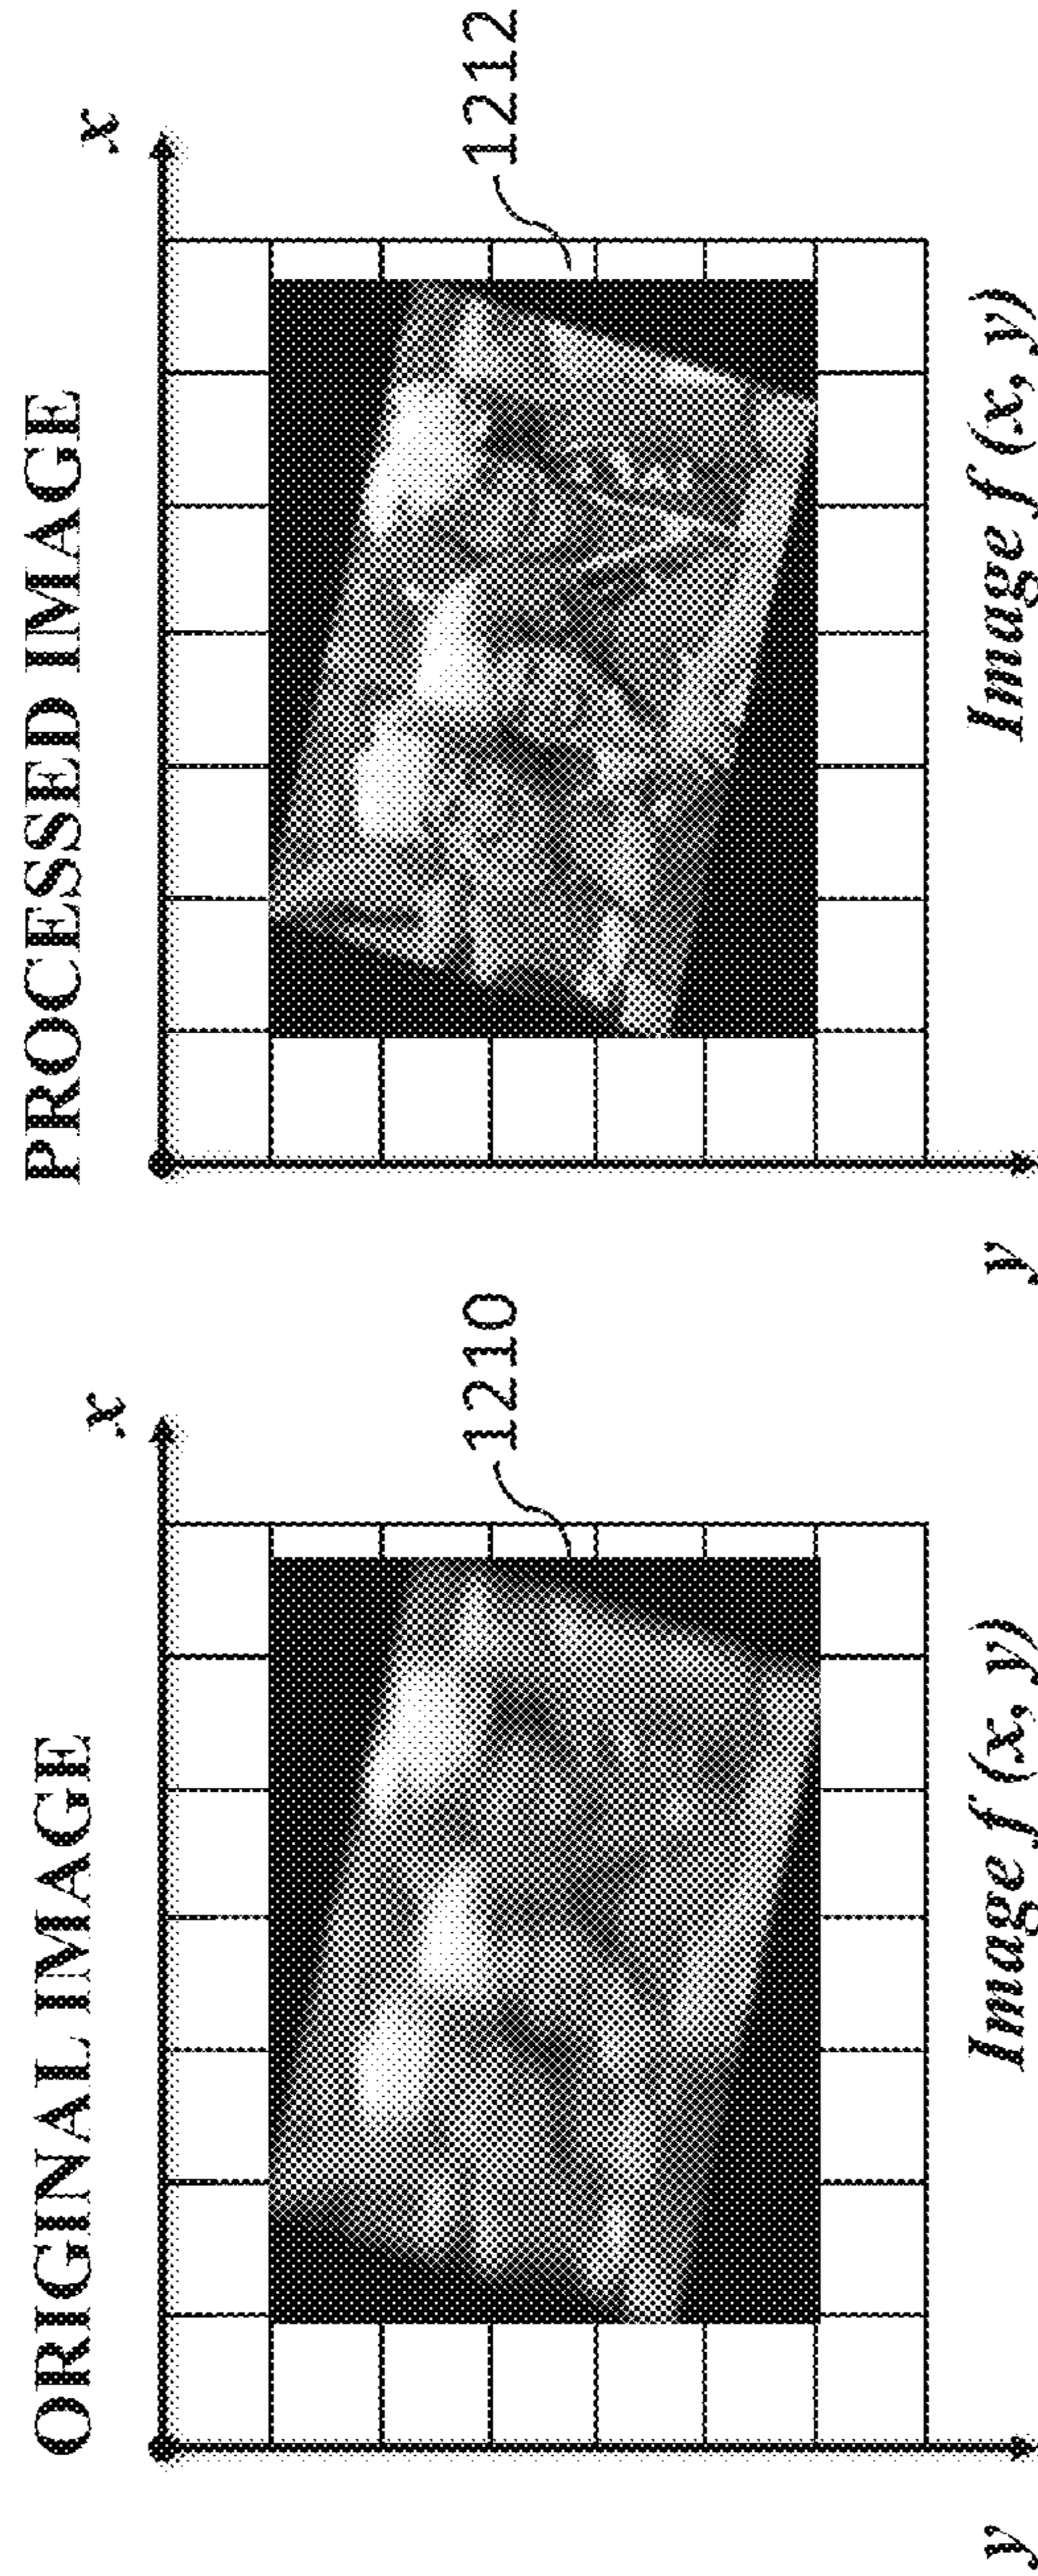 ORIGINAL IMAGE
x
1210
y
Image f (x, y)
PROCESSED IMAGE
x
1212
y
Image f (x, y)